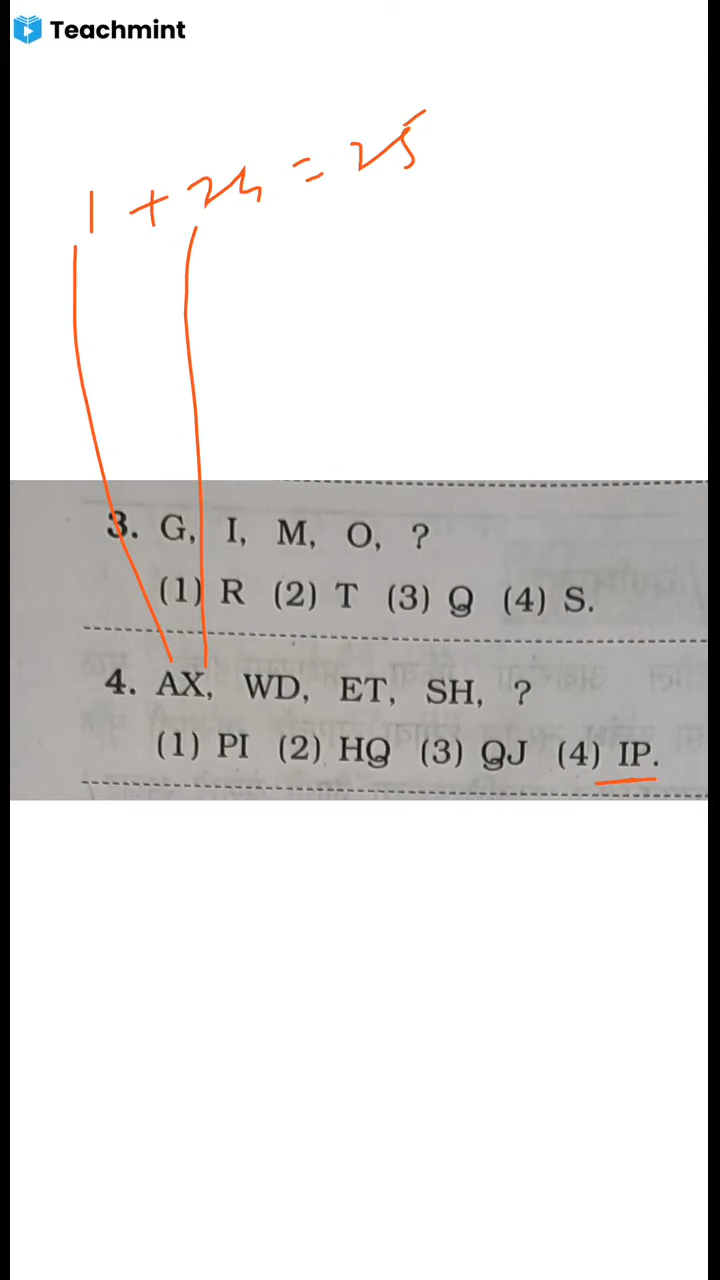 Teachmint
1 + 24 = 25
3. G, I, M, O, ?
(1) R (2) T (3) Q (4) S.
4. AX, WD, ET, SH, ?
(1) PI (2) HQ (3) QJ (4) IP.